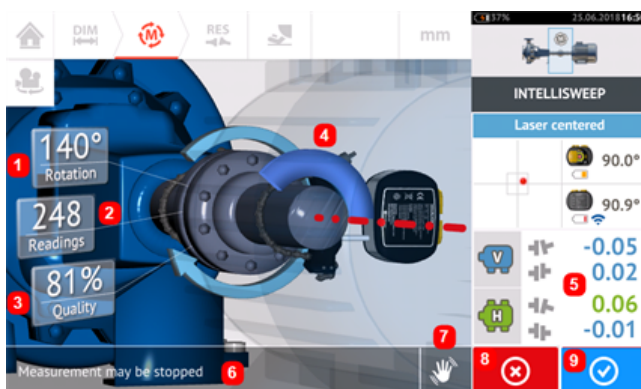 37% 25.06.2018 16:5
DIM
M
RES
mm
INTELLISWEEP
Laser centered
1
140°
Rotation
4
90.0°
2
248
Readings
90.9°
3
81%
Quality
V
-0.05
0.02
5
H
0.06
-0.01
7
Measurement may be stopped
6
8
9